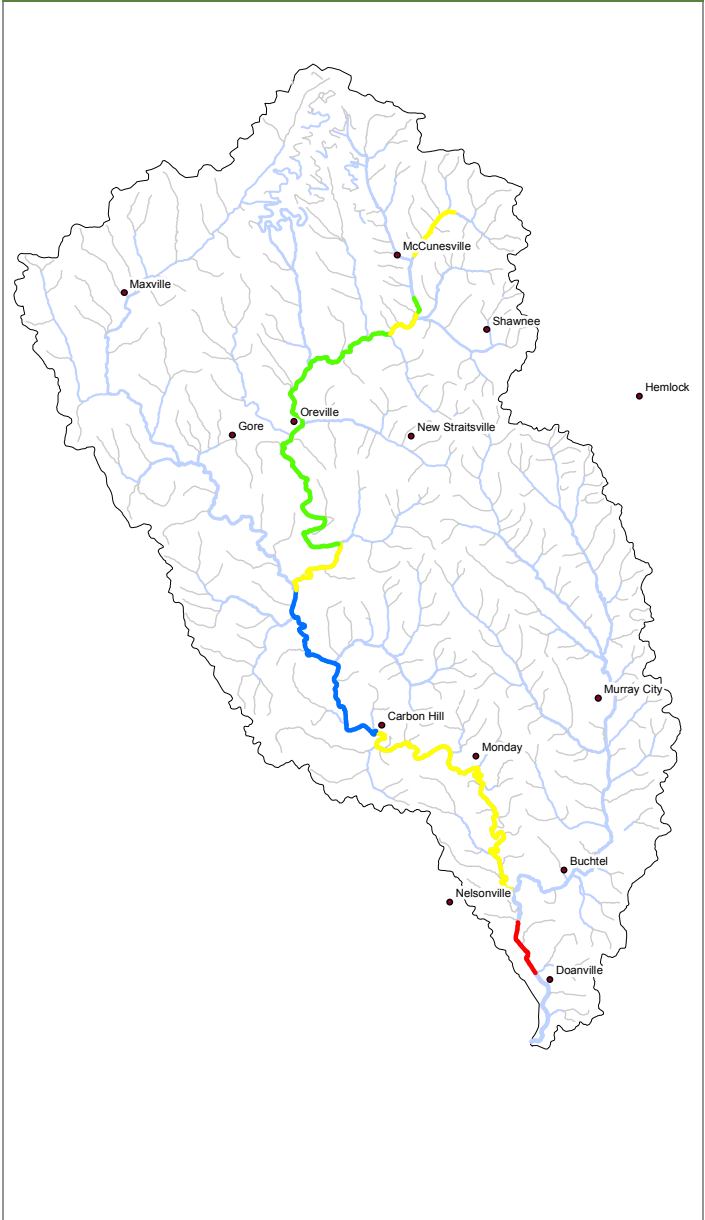 McCunesville
Maxville
Shawnee
Hemlock
Oreville
Gore
New Straitsville
Murray City
Carbon Hill
Monday
Buchtel
Nelsonville
Doanville